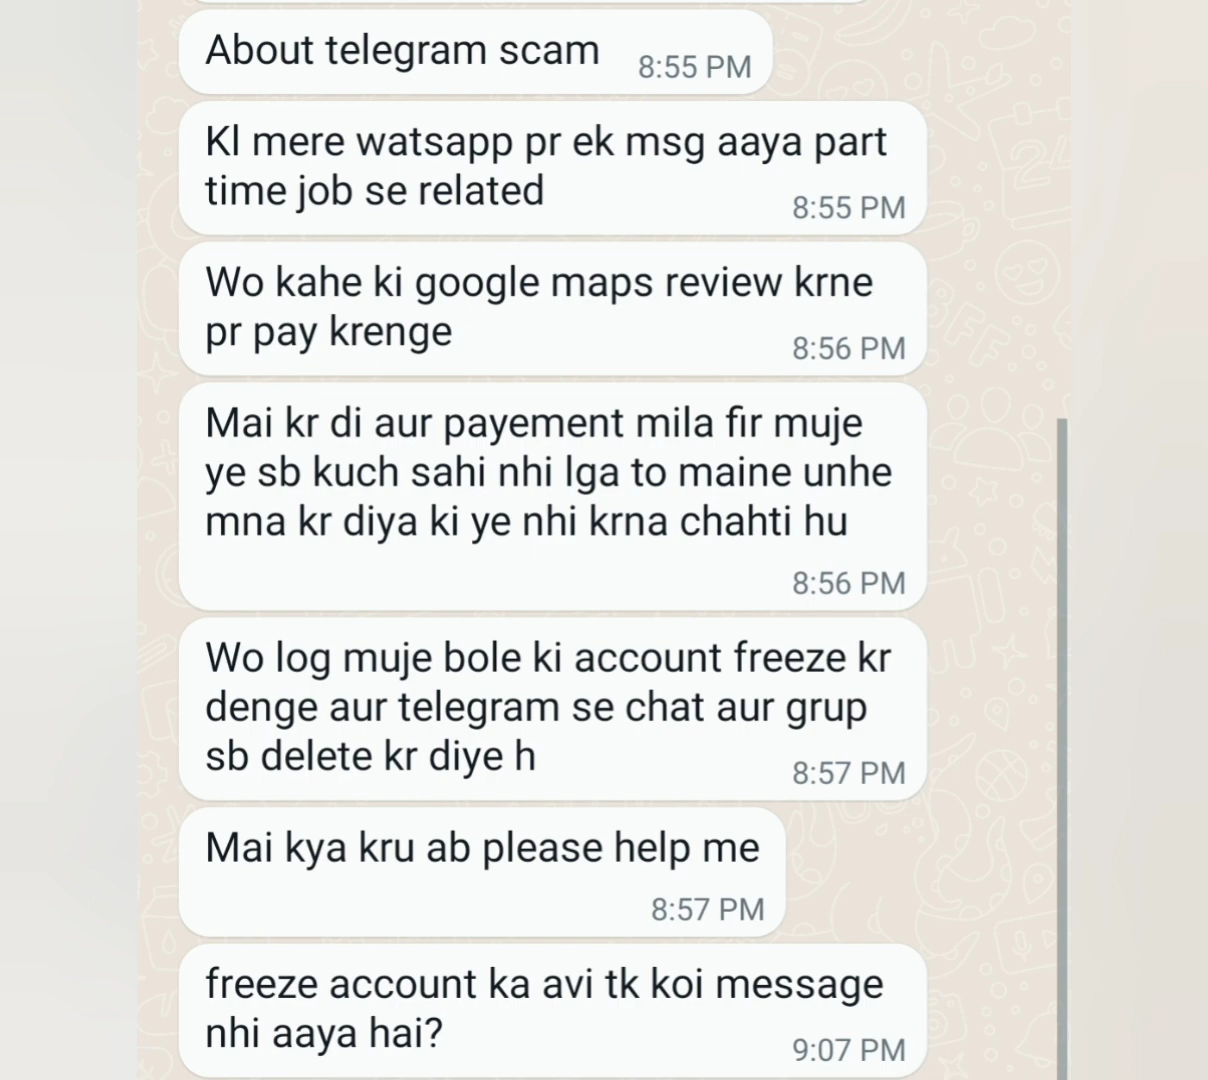 About telegram scam 8:55 PM
Kl mere watsapp pr ek msg aaya part
time job se related 8:55 PM
Wo kahe ki google maps review krne
pr pay krenge 8:56 PM
Mai kr di aur payement mila fir muje
ye sb kuch sahi nhi lga to maine unhe
mna kr diya ki ye nhi krna chahti hu
8:56 PM
Wo log muje bole ki account freeze kr
denge aur telegram se chat aur grup
sb delete kr diye h 8:57 PM
Mai kya kru ab please help me
8:57 PM
freeze account ka avi tk koi message
nhi aaya hai? 9:07 PM